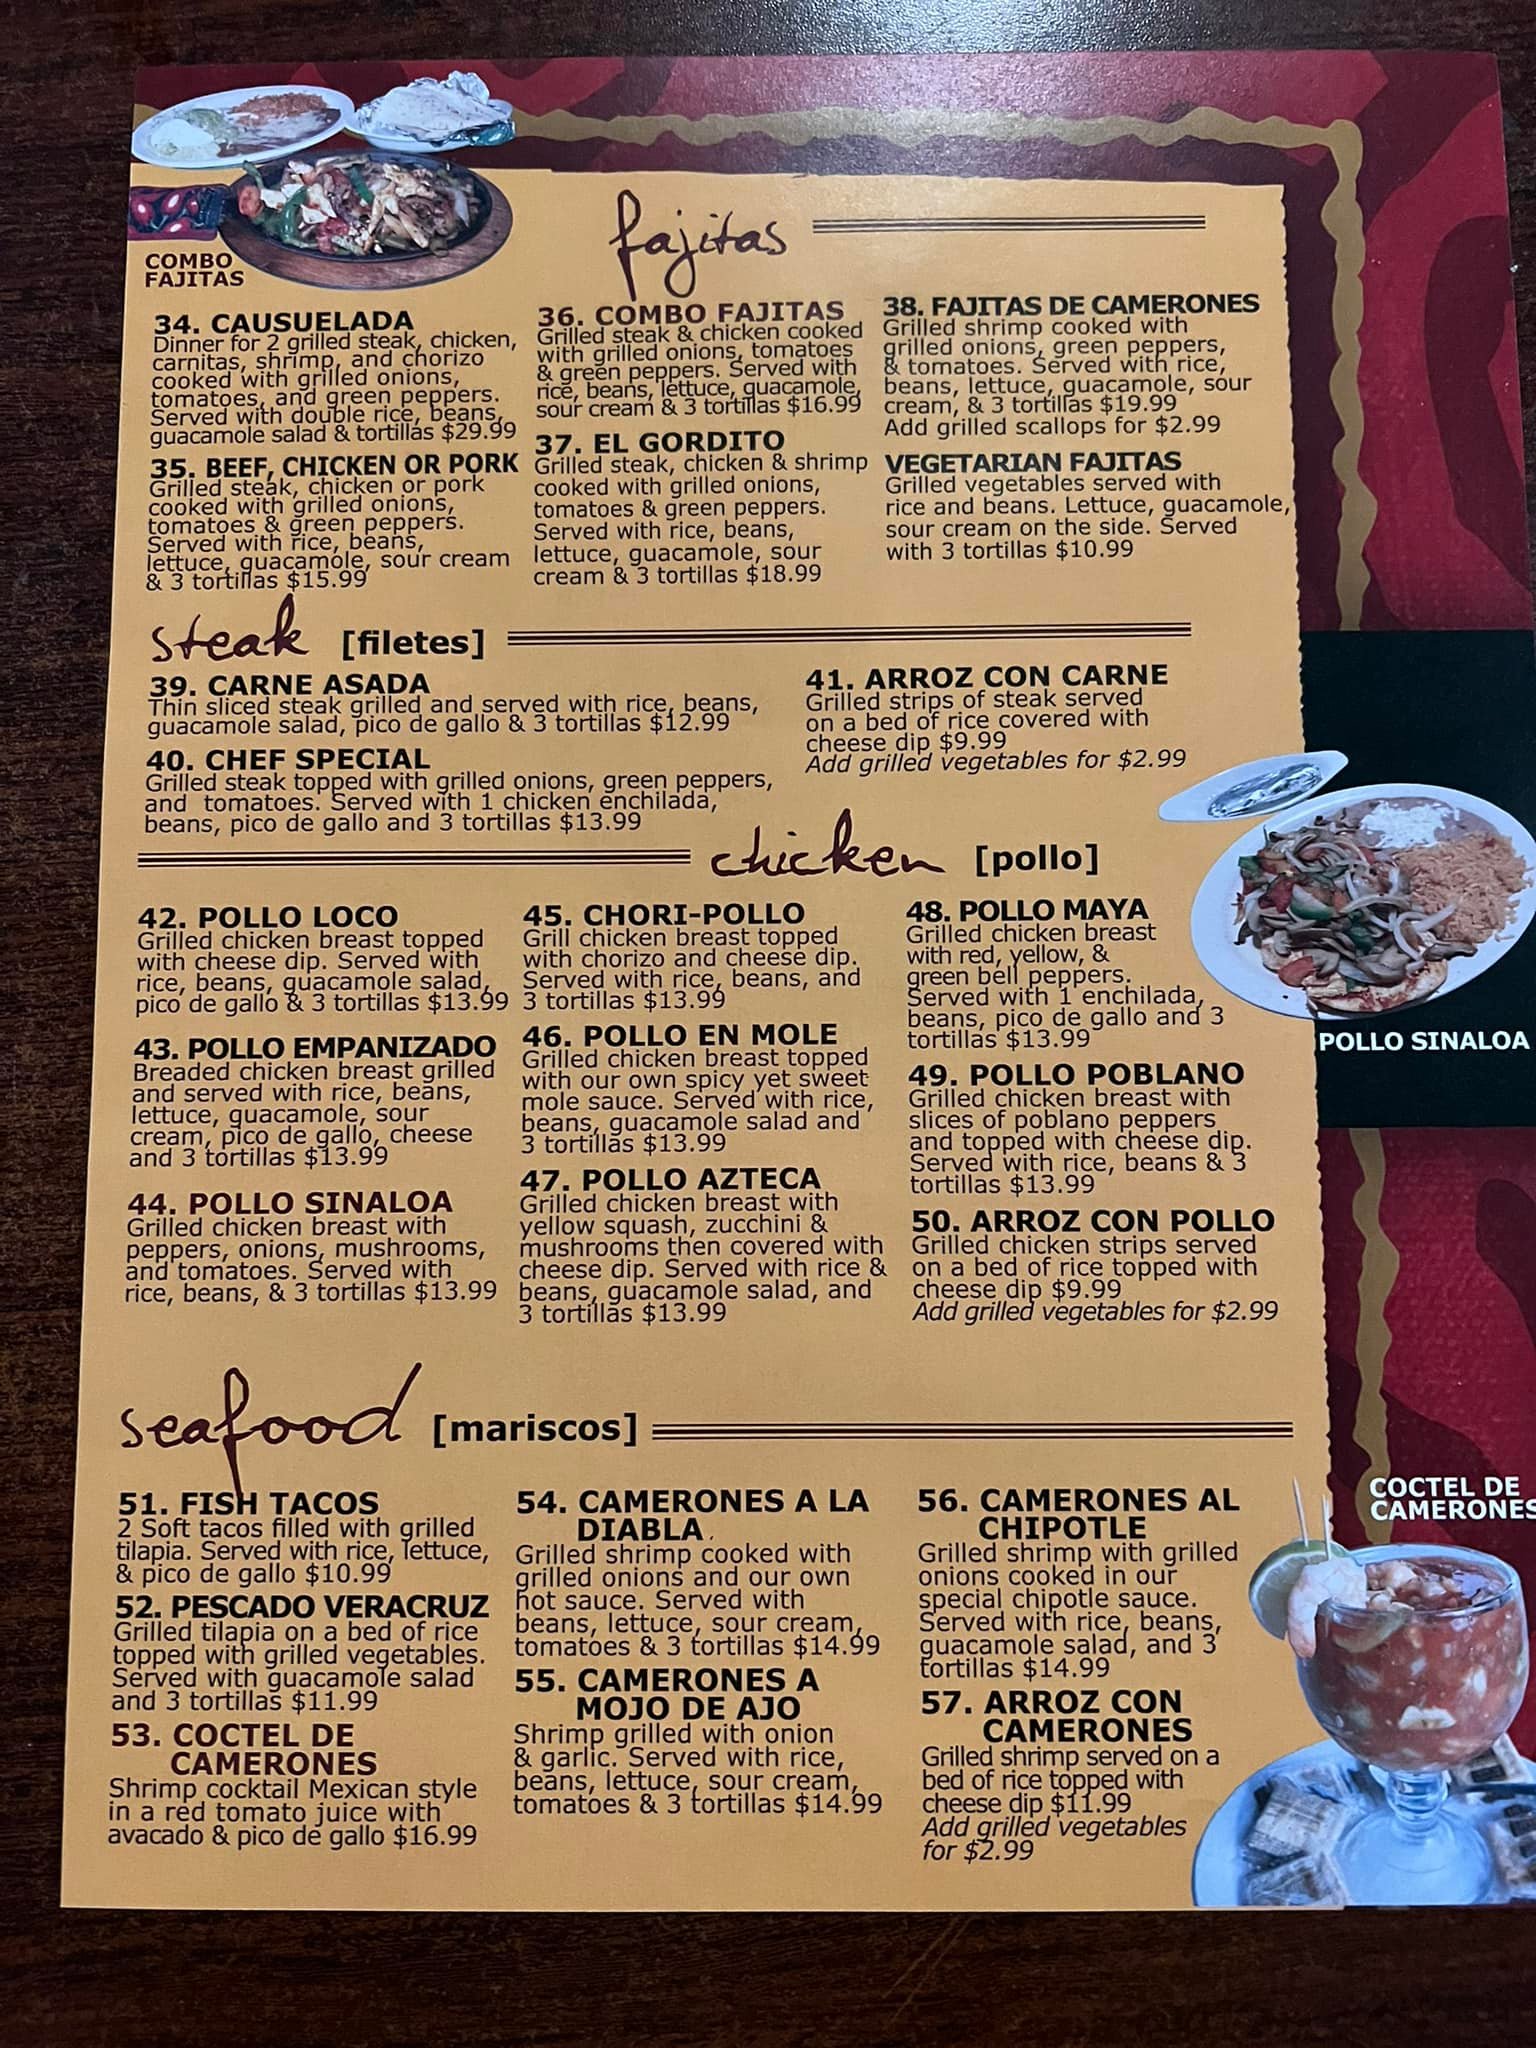 COMBO
FAJITAS
fajitas
34. CAUSUELADA
Dinner for 2 grilled steak, chicken,
carnitas, shrimp, and chorizo
cooked with grilled onions,
tomatoes, and green peppers.
Served with double rice, beans,
guacamole salad & tortillas $29.99
35. BEEF, CHICKEN OR PORK
Grilled steak, chicken or pork
cooked with grilled onions,
tomatoes & green peppers.
Served with rice, beans,
lettuce, guacamole, sour cream
& 3 tortillas $15.99
36. COMBO FAJITAS
Grilled steak & chicken cooked
with grilled onions, tomatoes
& green peppers. Served with
rice, beans, lettuce, guacamole,
sour cream & 3 tortillas $16.99
37. EL GORDITO
Grilled steak, chicken & shrimp
cooked with grilled onions,
tomatoes & green peppers.
Served with rice, beans,
lettuce, guacamole, sour
cream & 3 tortillas $18.99
38. FAJITAS DE CAMERONES
Grilled shrimp cooked with
grilled onions, green peppers,
& tomatoes. Served with rice,
beans, lettuce, guacamole, sour
cream, & 3 tortillas $19.99
Add grilled scallops for $2.99
VEGETARIAN FAJITAS
Grilled vegetables served with
rice and beans. Lettuce, guacamole,
sour cream on the side. Served
with 3 tortillas $10.99
steak [filetes]
39. CARNE ASADA
Thin sliced steak grilled and served with rice, beans,
guacamole salad, pico de gallo & 3 tortillas $12.99
40. CHEF SPECIAL
Grilled steak topped with grilled onions, green peppers,
and tomatoes. Served with 1 chicken enchilada,
beans, pico de gallo and 3 tortillas $13.99
41. ARROZ CON CARNE
Grilled strips of steak served
on a bed of rice covered with
cheese dip $9.99
Add grilled vegetables for $2.99
chicken [pollo]
42. POLLO LOCO
Grilled chicken breast topped
with cheese dip. Served with
rice, beans, guacamole salad,
pico de gallo & 3 tortillas $13.99
43. POLLO EMPANIZADO
Breaded chicken breast grilled
and served with rice, beans,
lettuce, guacamole, sour
cream, pico de gallo, cheese
and 3 tortillas $13.99
44. POLLO SINALOA
Grilled chicken breast with
peppers, onions, mushrooms,
and tomatoes. Served with
rice, beans, & 3 tortillas $13.99
45. CHORI-POLLO
Grill chicken breast topped
with chorizo and cheese dip.
Served with rice, beans, and
3 tortillas $13.99
46. POLLO EN MOLE
Grilled chicken breast topped
with our own spicy yet sweet
mole sauce. Served with rice,
beans, guacamole salad and
3 tortillas $13.99
47. POLLO AZTECA
Grilled chicken breast with
yellow squash, zucchini &
mushrooms then covered with
cheese dip. Served with rice &
beans, guacamole salad, and
3 tortillas $13.99
48. POLLO MAYA
Grilled chicken breast
with red, yellow, &
green bell peppers.
Served with 1 enchilada,
beans, pico de gallo and 3
tortillas $13.99
49. POLLO POBLANO
Grilled chicken breast with
slices of poblano peppers
and topped with cheese dip.
Served with rice, beans & 3
tortillas $13.99
50. ARROZ CON POLLO
Grilled chicken strips served
on a bed of rice topped with
cheese dip $9.99
Add grilled vegetables for $2.99
POLLO SINALOA
seafood [mariscos]
51. FISH TACOS
2 Soft tacos filled with grilled
tilapia. Served with rice, lettuce,
& pico de gallo $10.99
52. PESCADO VERACRUZ
Grilled tilapia on a bed of rice
topped with grilled vegetables.
Served with guacamole salad
and 3 tortillas $11.99
53. COCTEL DE
CAMERONES
Shrimp cocktail Mexican style
in a red tomato juice with
avacado & pico de gallo $16.99
54. CAMERONES A LA
DIABLA
Grilled shrimp cooked with
grilled onions and our own
hot sauce. Served with
beans, lettuce, sour cream,
tomatoes & 3 tortillas $14.99
55. CAMERONES A
MOJO DE AJO
Shrimp grilled with onion
& garlic. Served with rice,
beans, lettuce, sour cream,
tomatoes & 3 tortillas $14.99
56. CAMERONES AL
CHIPOTLE
Grilled shrimp with grilled
onions cooked in our
special chipotle sauce.
Served with rice, beans,
guacamole salad, and 3
tortillas $14.99
57. ARROZ CON
CAMERONES
Grilled shrimp served on a
bed of rice topped with
cheese dip $11.99
Add grilled vegetables
for $2.99
COCTEL DE
CAMERONES